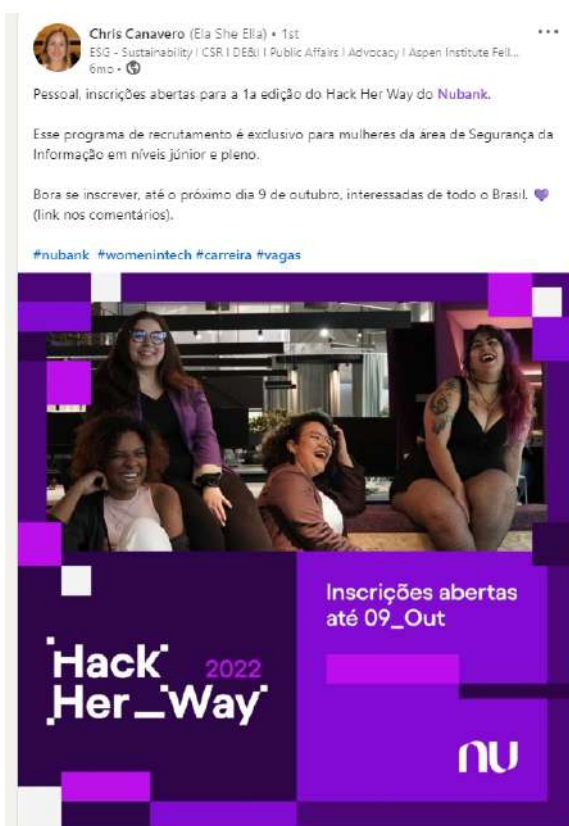 Chris Canavero (Ela She Ella) • 1st
ESG - Sustainability I CSR I DE&I I Public Affairs I Advocacy I Aspen Institute Fell...
6mo •
Pessoal, inscrições abertas para a 1a edição do Hack Her Way do Nubank.
Esse programa de recrutamento é exclusivo para mulheres da área de Segurança da
Informação em níveis júnior e pleno.
Bora se inscrever, até o próximo dia 9 de outubro, interessadas de todo o Brasil. 💜
(link nos comentários).
#nubank #womenintech #carreira #vagas
Inscrições abertas
até 09_Out
Hack 2022
Her_Way
nu